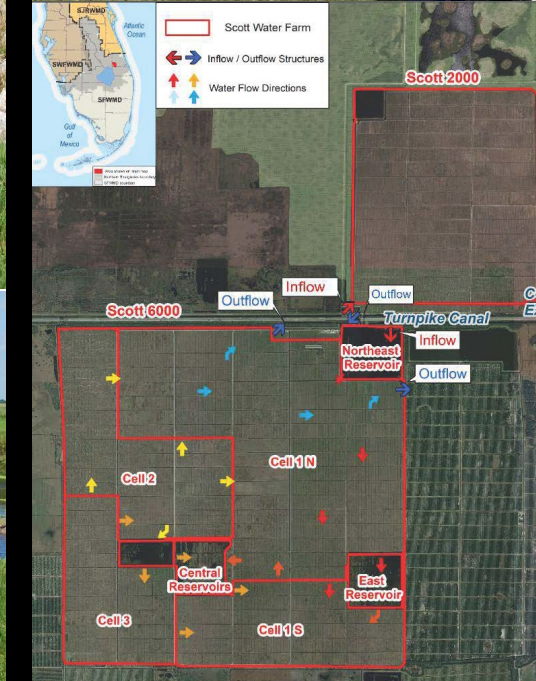 SJRWMD
Atlantic
Ocean
SWFWMD
SFWMD
Gulf
of
Mexico
Scott Water Farm
Inflow / Outflow Structures
Water Flow Directions
Scott 2000
Inflow
Outflow
Outflow
Scott 6000
Turnpike Canal
Northeast
Reservoir
Inflow
Outflow
Cell 2
Cell 1 N
Central
Reservoirs
East
Reservoir
Cell 3
Cell 1 S